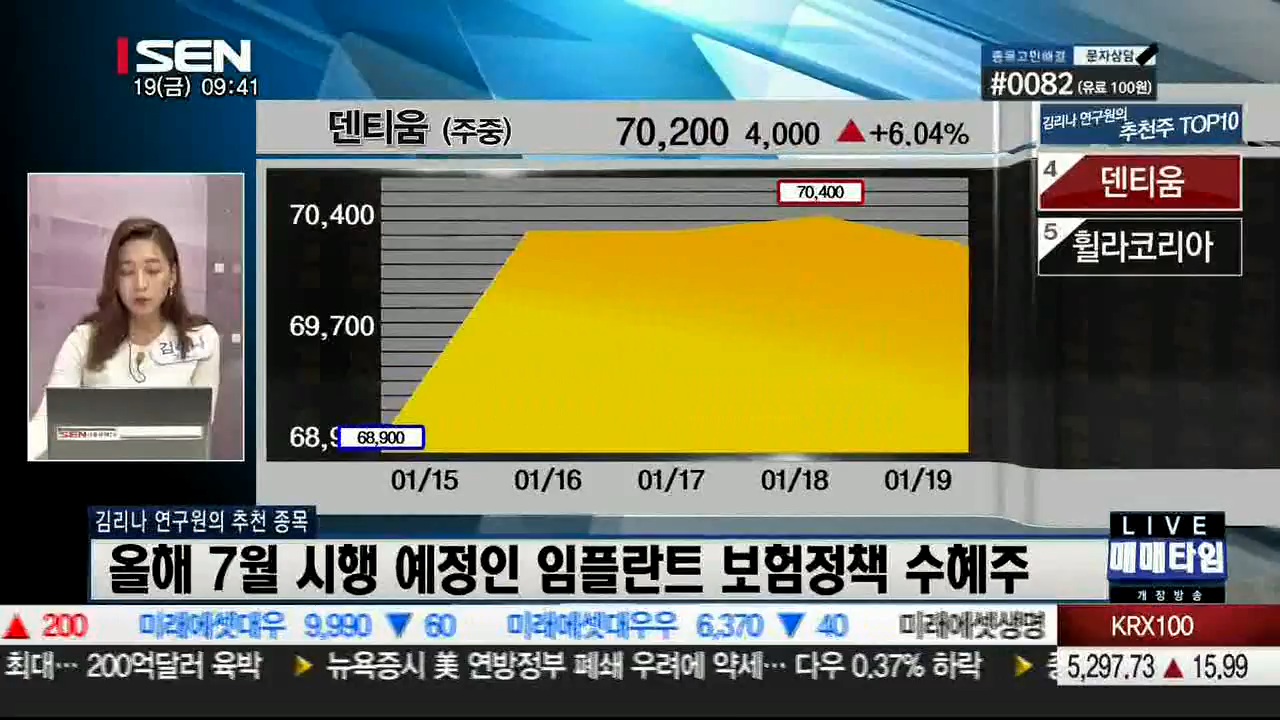 SEN
19(금) 09:41
종목고민해결 문자상담
#0082 (유료 100원)
덴티움 (주중) 70,200 4,000 ▲+6.04%
김리나 연구원의
추천주 TOP10
4 덴티움
5 휠라코리아
70,400
70,400
69,700
68,900
01/15 01/16 01/17 01/18 01/19
김리나 연구원의 추천 종목
올해 7월 시행 예정인 임플란트 보험정책 수혜주
LIVE
매매타임
개장방송
▲ 200 미래에셋대우 9,990 ▼ 60 미래에셋대우우 6,370 ▼ 40 미래에셋생명
KRX100
최대… 200억달러 육박 ▶ 뉴욕증시 美 연방정부 폐쇄 우려에 약세… 다우 0.37% 하락 ▶
5,297.73 ▲ 15.99